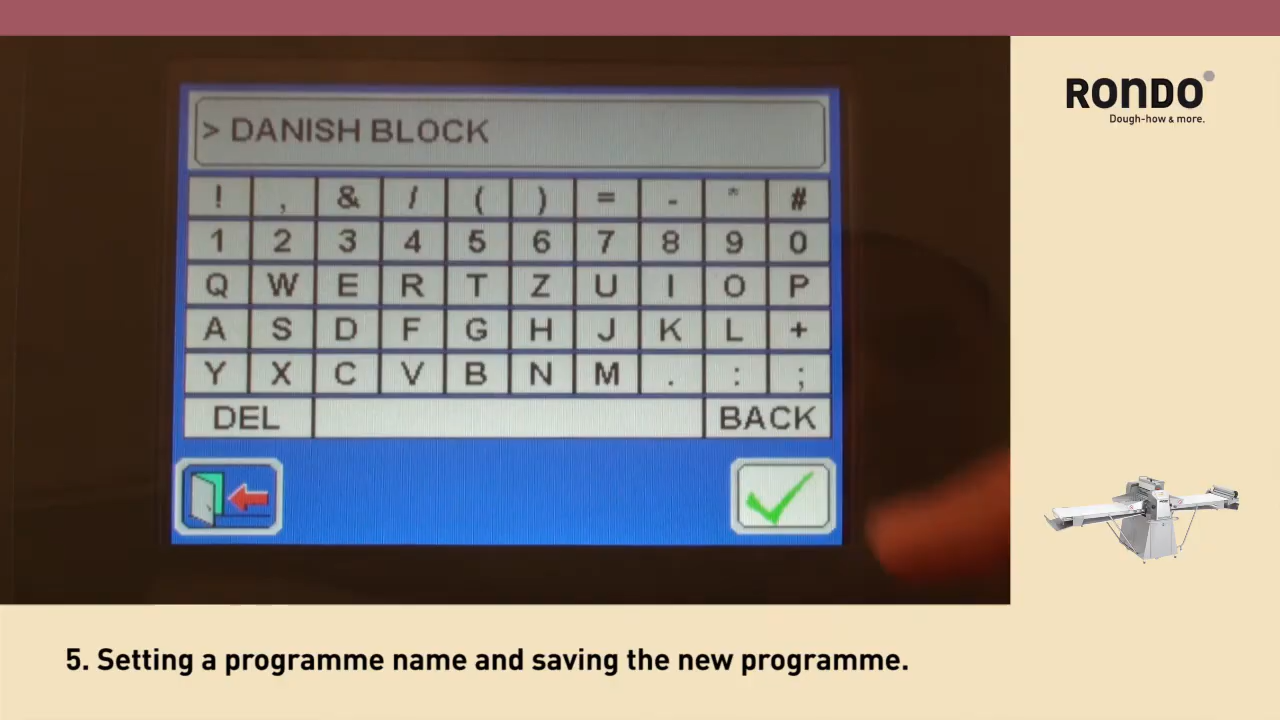 RONDO
Dough-how & more.
> DANISH BLOCK
! , & / ( ) = - * #
1 2 3 4 5 6 7 8 9 0
Q W E R T Z U I O P
A S D F G H J K L +
Y X C V B N M . : ;
DEL BACK
5. Setting a programme name and saving the new programme.